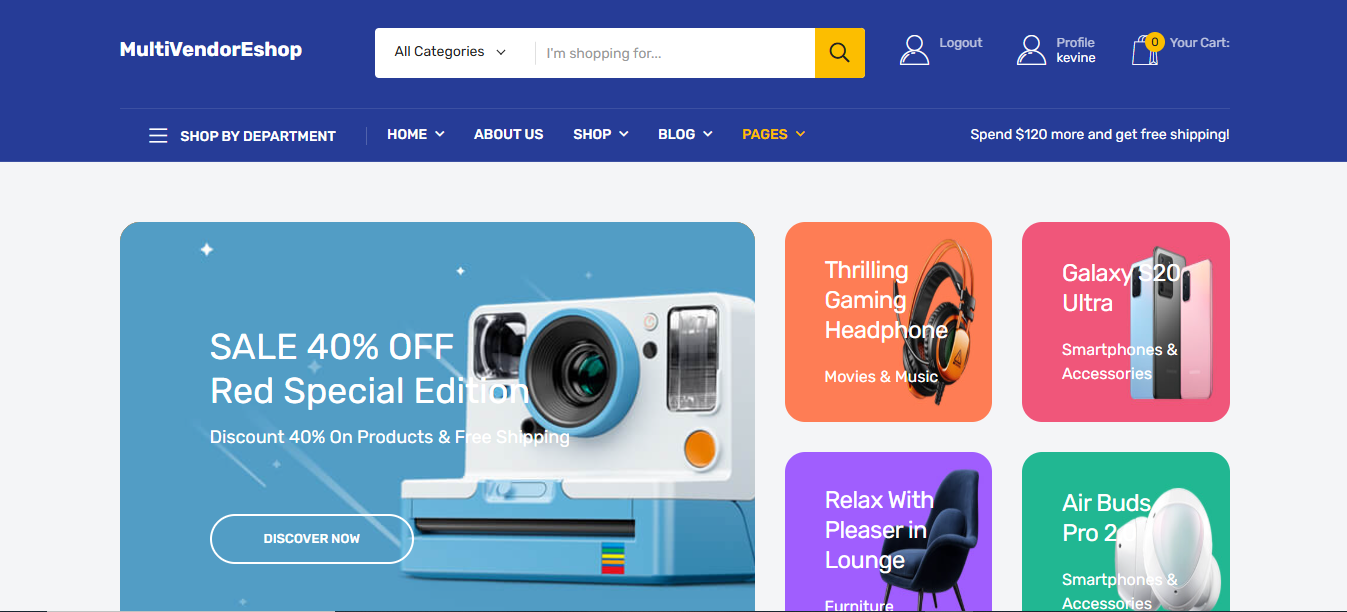 MultiVendorEshop
All Categories
I'm shopping for...
Logout
Profile
kevine
0
Your Cart:
SHOP BY DEPARTMENT
HOME
ABOUT US
SHOP
BLOG
PAGES
Spend $120 more and get free shipping!
SALE 40% OFF
Red Special Edition
Discount 40% On Products & Free Shipping
DISCOVER NOW
Thrilling
Gaming
Headphone
Movies & Music
Galaxy S20
Ultra
Smartphones &
Accessories
Relax With
Pleaser in
Lounge
Furniture
Air Buds
Pro 2
Smartphones &
Accessories